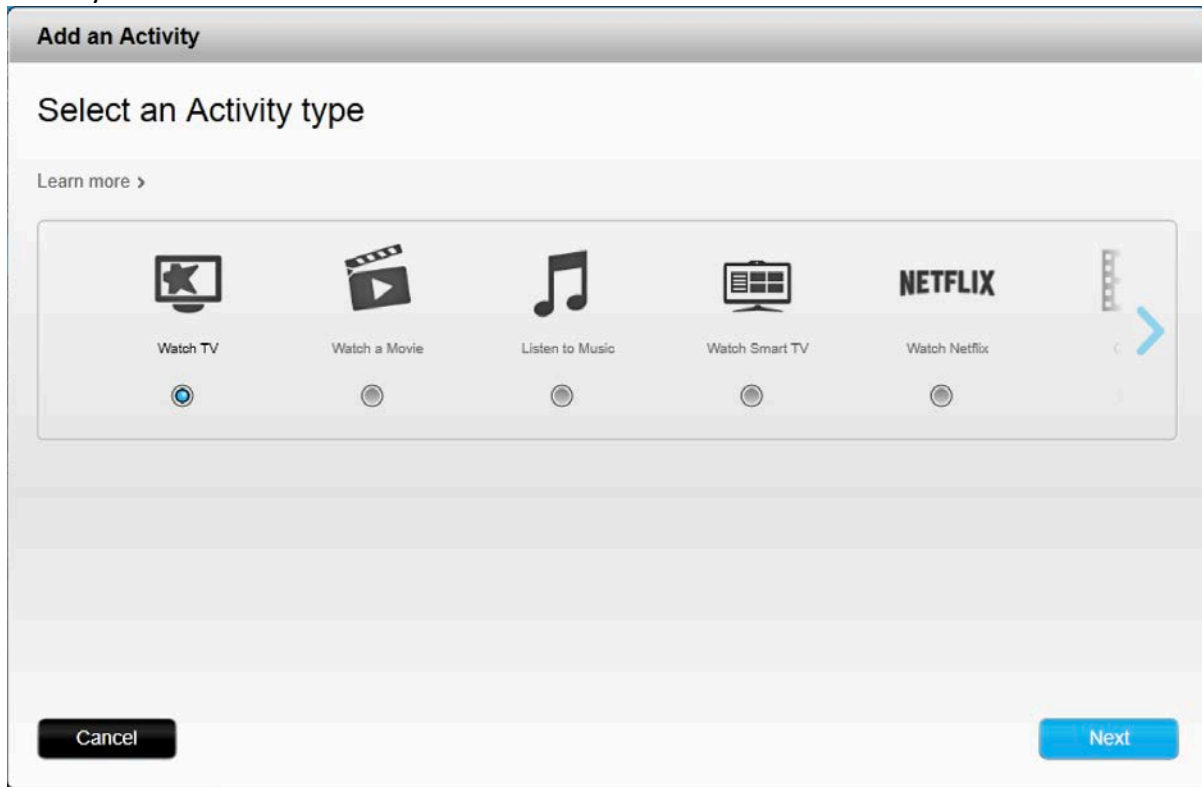 Add an Activity
Select an Activity type
Learn more >
NETFLIX
Watch TV Watch a Movie Listen to Music Watch Smart TV Watch Netflix
Cancel Next